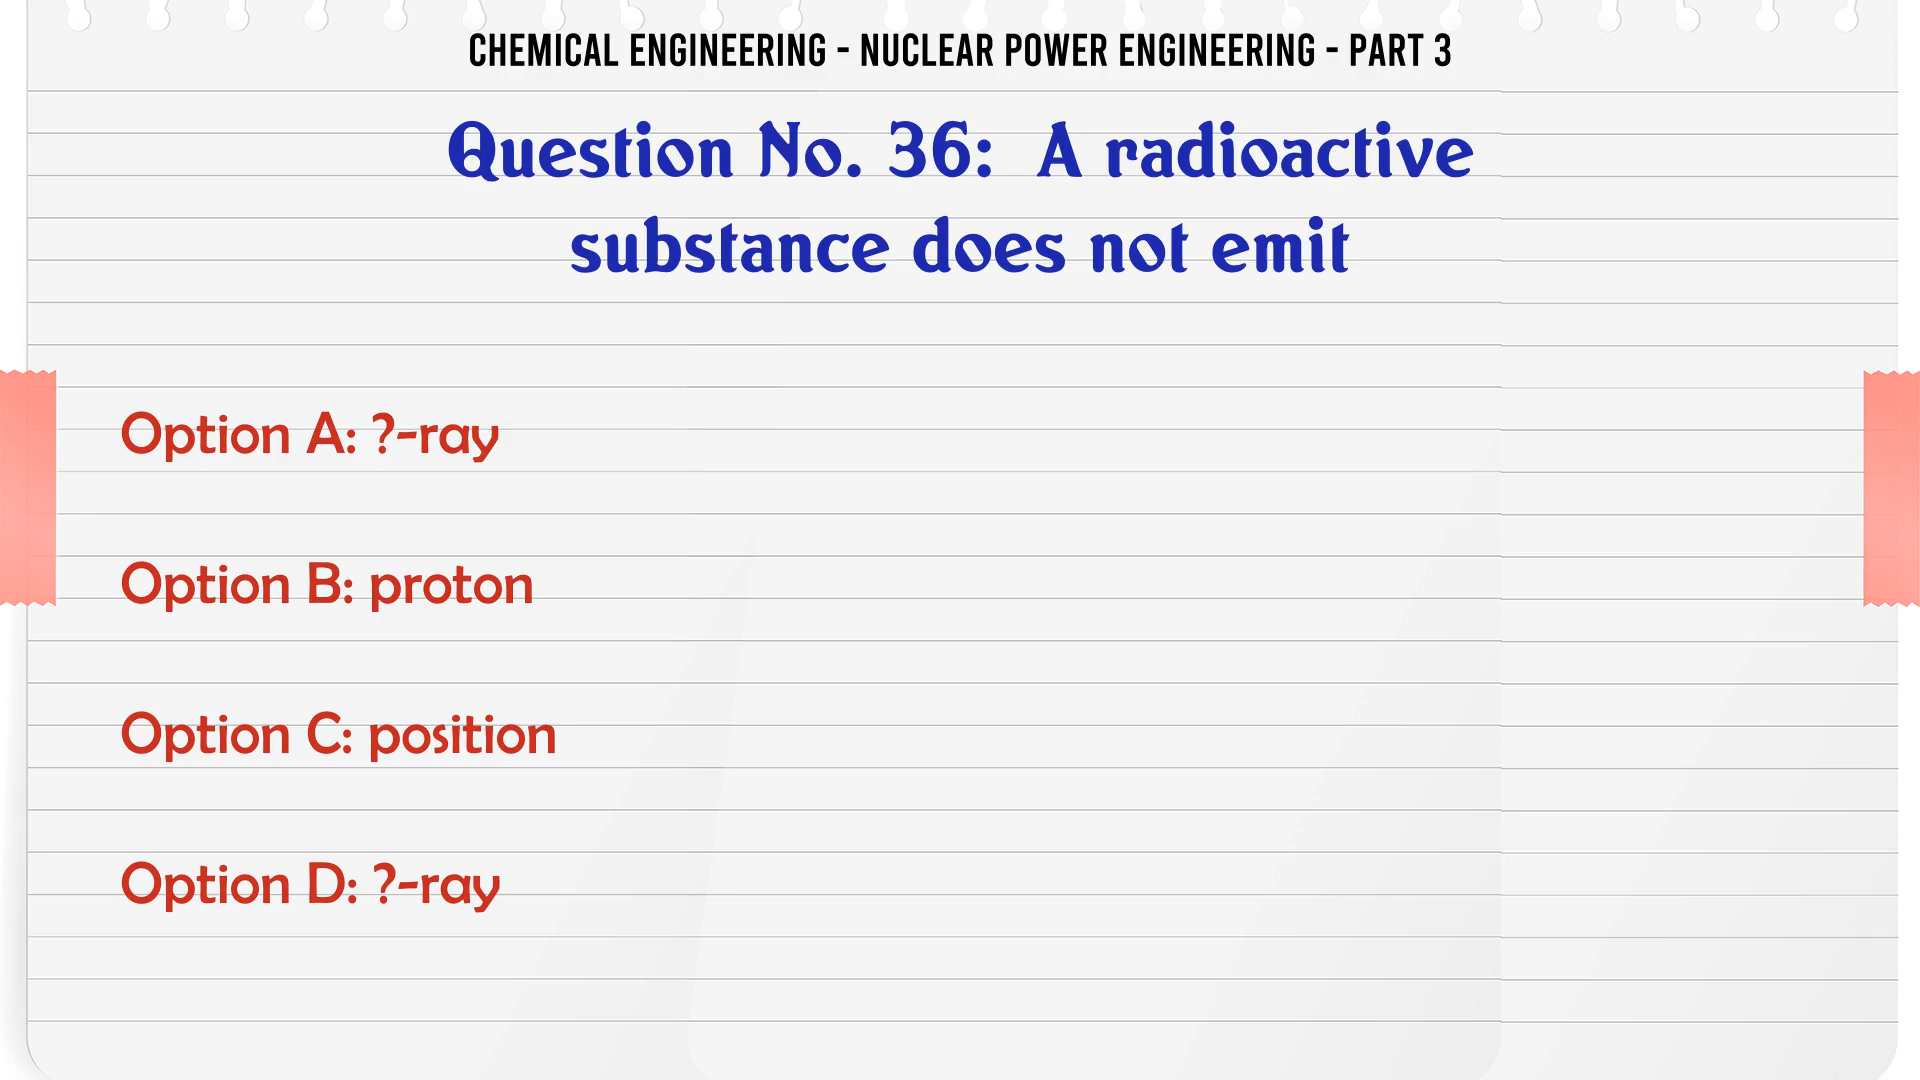 CHEMICAL ENGINEERING - NUCLEAR POWER ENGINEERING - PART 3
Question No. 36: A radioactive
substance does not emit
Option A: ?-ray
Option B: proton
Option C: position
Option D: ?-ray